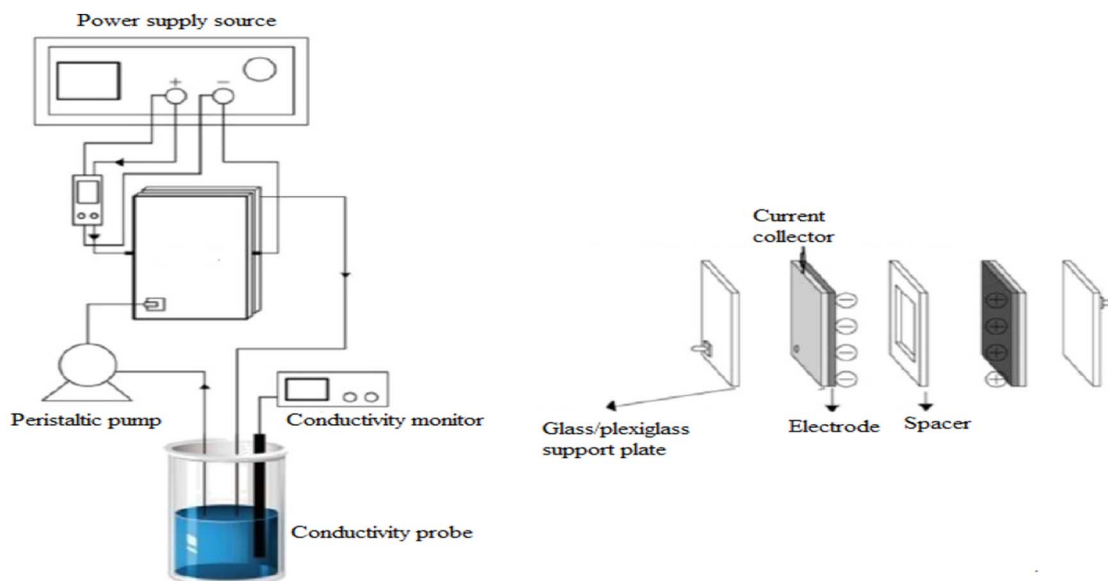 Power supply source
+
−
Peristaltic pump
Conductivity monitor
Conductivity probe
Current
collector
−
−
−
−
+
+
+
+
Glass/plexiglass
support plate
Electrode
Spacer